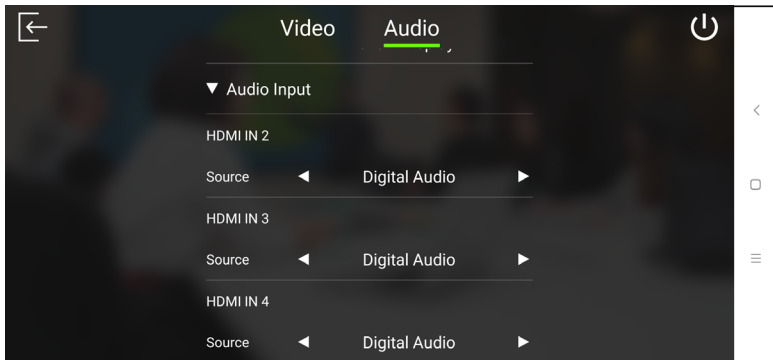 Video Audio
Audio Input
HDMI IN 2
Source Digital Audio
HDMI IN 3
Source Digital Audio
HDMI IN 4
Source Digital Audio